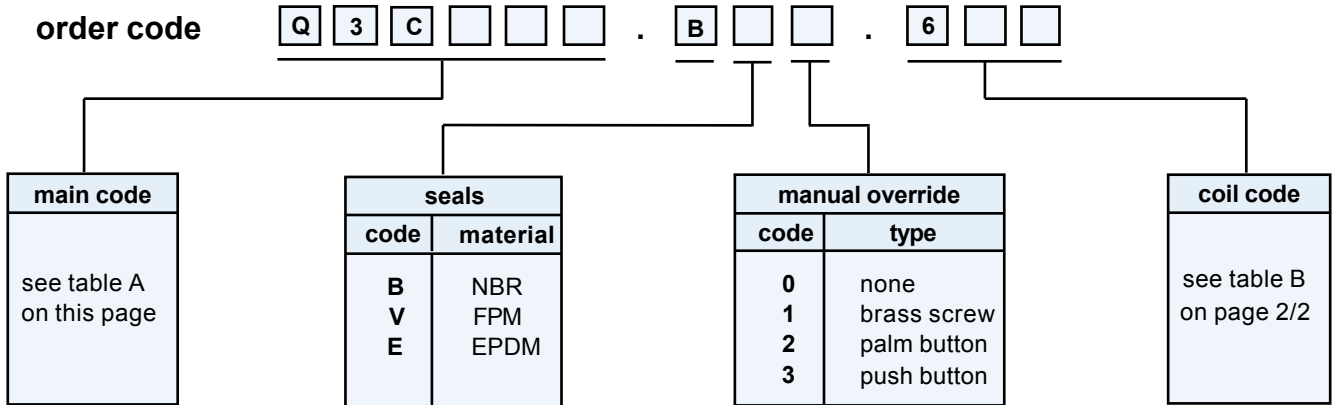 order code Q 3 C . B . 6
main code
see table A
on this page
seals
code material
B NBR
V FPM
E EPDM
manual override
code type
0 none
1 brass screw
2 palm button
3 push button
coil code
see table B
on page 2/2